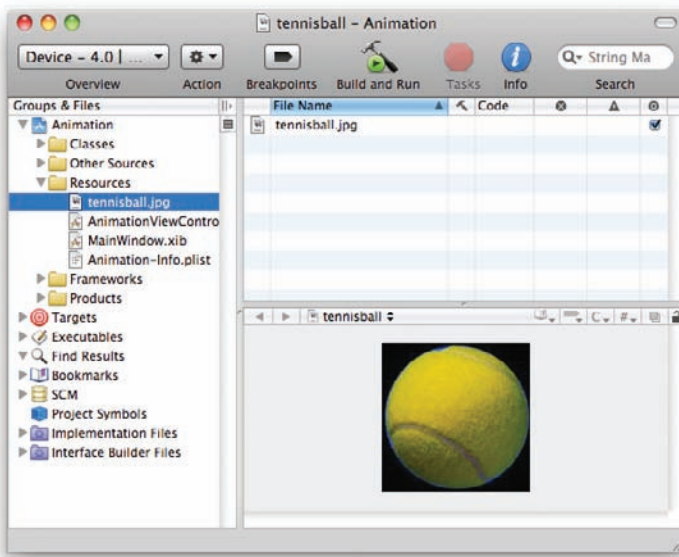 tennisball – Animation
Device - 4.0 | ...
Q- String Ma
Overview Action Breakpoints Build and Run Tasks Info Search
Groups & Files
File Name Code
Animation
tennisball.jpg
Classes
Other Sources
Resources
tennisball.jpg
AnimationViewContro
MainWindow.xib
Animation-Info.plist
Frameworks
Products
Targets
tennisball
C #
Executables
Find Results
Bookmarks
SCM
Project Symbols
Implementation Files
Interface Builder Files